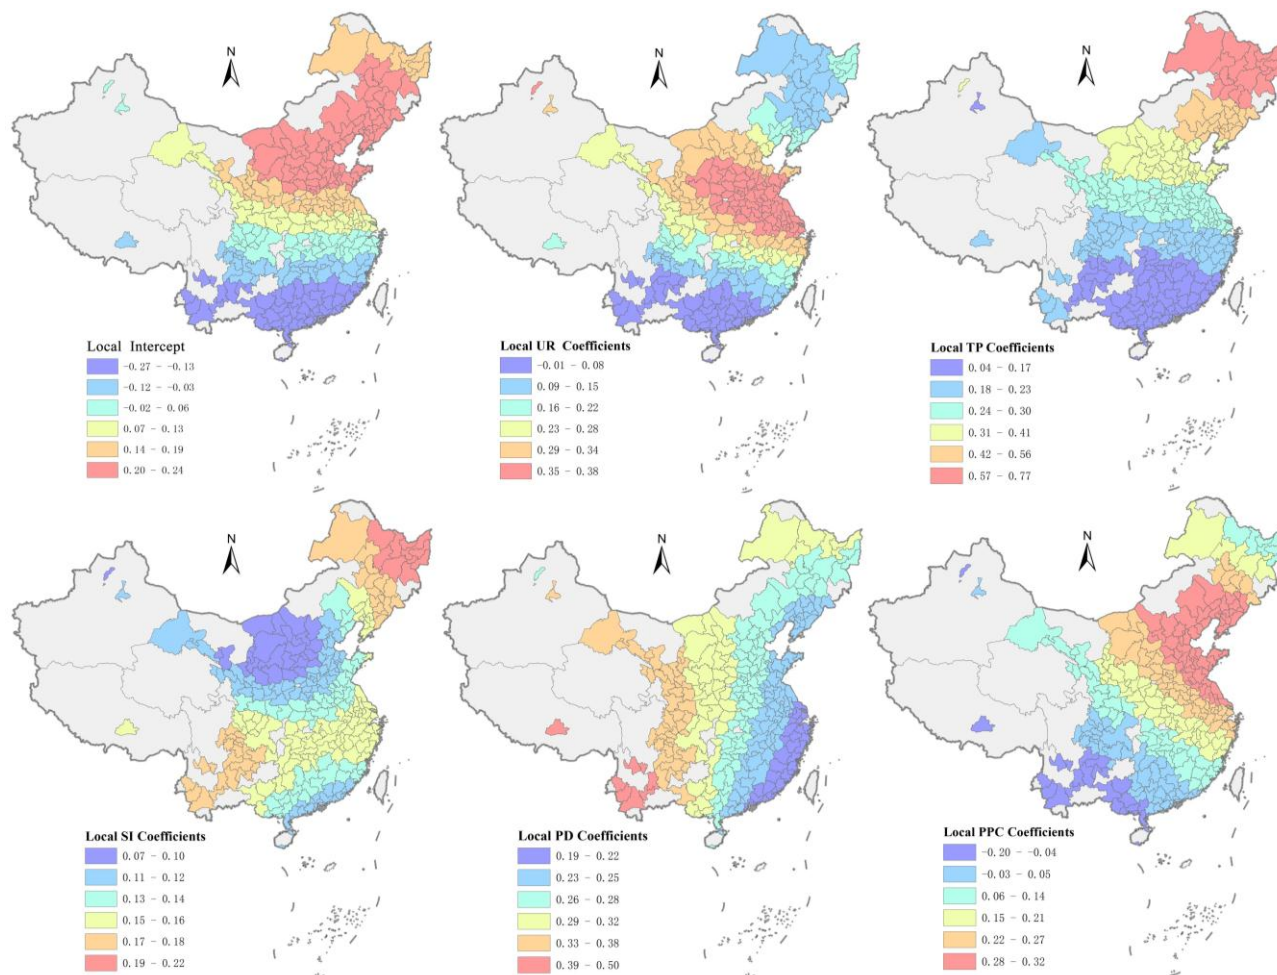 N
N
N
Local Intercept
-0.27 - -0.13
-0.12 - -0.03
-0.02 - 0.06
0.07 - 0.13
0.14 - 0.19
0.20 - 0.24
Local UR Coefficients
-0.01 - 0.08
0.09 - 0.15
0.16 - 0.22
0.23 - 0.28
0.29 - 0.34
0.35 - 0.38
Local TP Coefficients
0.04 - 0.17
0.18 - 0.23
0.24 - 0.30
0.31 - 0.41
0.42 - 0.56
0.57 - 0.77
N
N
N
Local SI Coefficients
0.07 - 0.10
0.11 - 0.12
0.13 - 0.14
0.15 - 0.16
0.17 - 0.18
0.19 - 0.22
Local PD Coefficients
0.19 - 0.22
0.23 - 0.25
0.26 - 0.28
0.29 - 0.32
0.33 - 0.38
0.39 - 0.50
Local PPC Coefficients
-0.20 - -0.04
-0.03 - 0.05
0.06 - 0.14
0.15 - 0.21
0.22 - 0.27
0.28 - 0.32